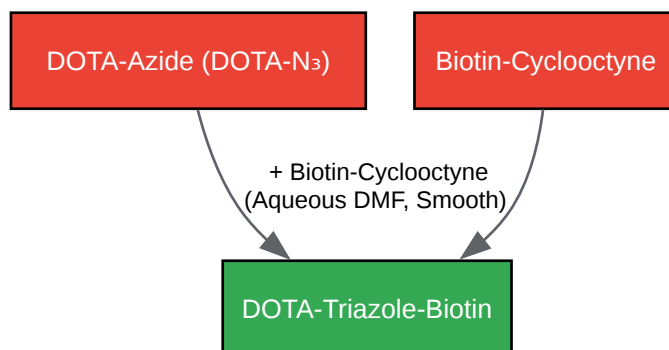 DOTA-Azide (DOTA-N₃)
Biotin-Cyclooctyne
+ Biotin-Cyclooctyne
(Aqueous DMF, Smooth)
DOTA-Triazole-Biotin